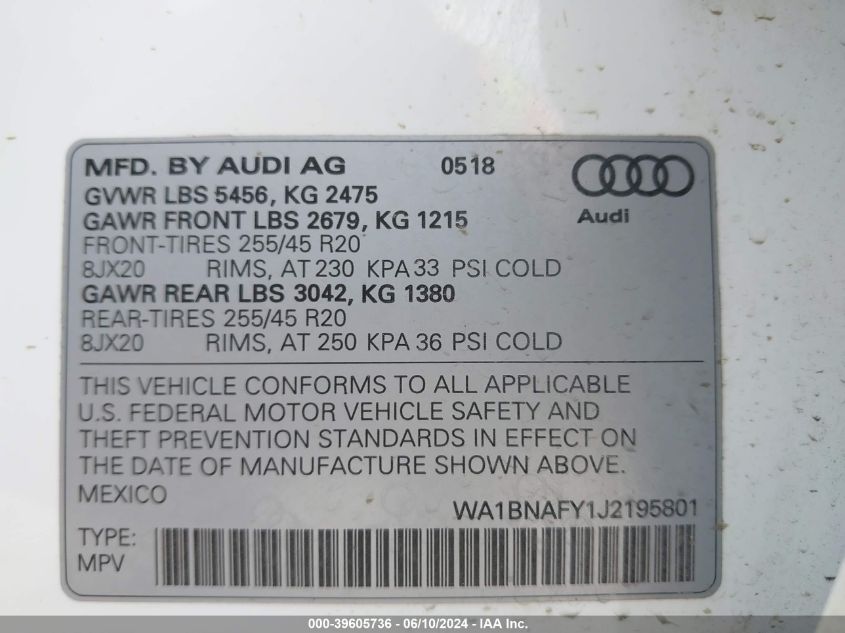 MFD. BY AUDI AG 0518
Audi
GVWR LBS 5456, KG 2475
GAWR FRONT LBS 2679, KG 1215
FRONT-TIRES 255/45 R20
8JX20 RIMS, AT 230 KPA 33 PSI COLD
GAWR REAR LBS 3042, KG 1380
REAR-TIRES 255/45 R20
8JX20 RIMS, AT 250 KPA 36 PSI COLD
THIS VEHICLE CONFORMS TO ALL APPLICABLE
U.S. FEDERAL MOTOR VEHICLE SAFETY AND
THEFT PREVENTION STANDARDS IN EFFECT ON
THE DATE OF MANUFACTURE SHOWN ABOVE.
MEXICO
WA1BNAFY1J2195801
TYPE:
MPV
000-39605736 - 06/10/2024 - IAA Inc.